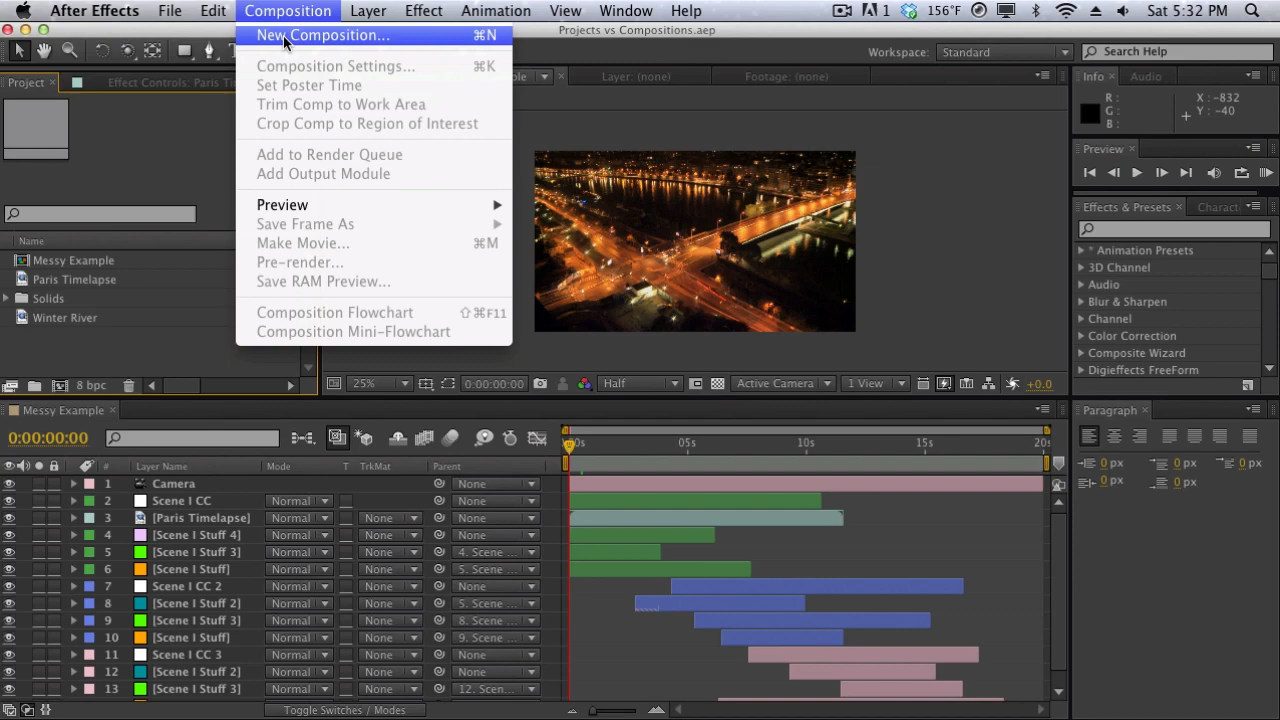 After Effects File Edit Composition Layer Effect Animation View Window Help 1 156°F Sat 5:32 PM
Projects vs Compositions.aep
New Composition... ⌘N
Composition Settings... ⌘K
Set Poster Time
Trim Comp to Work Area
Crop Comp to Region of Interest
Add to Render Queue
Add Output Module
Preview
Save Frame As
Make Movie... ⌘M
Pre-render...
Save RAM Preview...
Composition Flowchart ⇧⌘F11
Composition Mini-Flowchart
Workspace: Standard Search Help
Project × Effect Controls: Paris Ti
Layer: (none) Footage: (none)
Info × Audio
R: X: -832
G: Y: -40
B:
Preview ×
Effects & Presets × Charact
* Animation Presets
3D Channel
Audio
Blur & Sharpen
Channel
Color Correction
Composite Wizard
Digieffects FreeForm
Name
Messy Example
Paris Timelapse
Solids
Winter River
8 bpc
25% 0:00:00:00 Half Active Camera 1 View +0.0
Messy Example ×
Paragraph ×
0:00:00:00
05s 10s 15s 20s
0 px 0 px 0 px
0 px 0 px
# Layer Name Mode T TrkMat Parent
1 Camera None
2 Scene I CC Normal None
3 [Paris Timelapse] Normal None None
4 [Scene I Stuff 4] Normal None None
5 [Scene I Stuff 3] Normal None 4. Scene ...
6 [Scene I Stuff] Normal None 5. Scene ...
7 Scene I CC 2 Normal None None
8 [Scene I Stuff 2] Normal None 5. Scene ...
9 [Scene I Stuff 3] Normal None 8. Scene ...
10 [Scene I Stuff] Normal None 9. Scene ...
11 Scene I CC 3 Normal None None
12 [Scene I Stuff 2] Normal None None
13 [Scene I Stuff 3] Normal None 12. Scen...
Toggle Switches / Modes